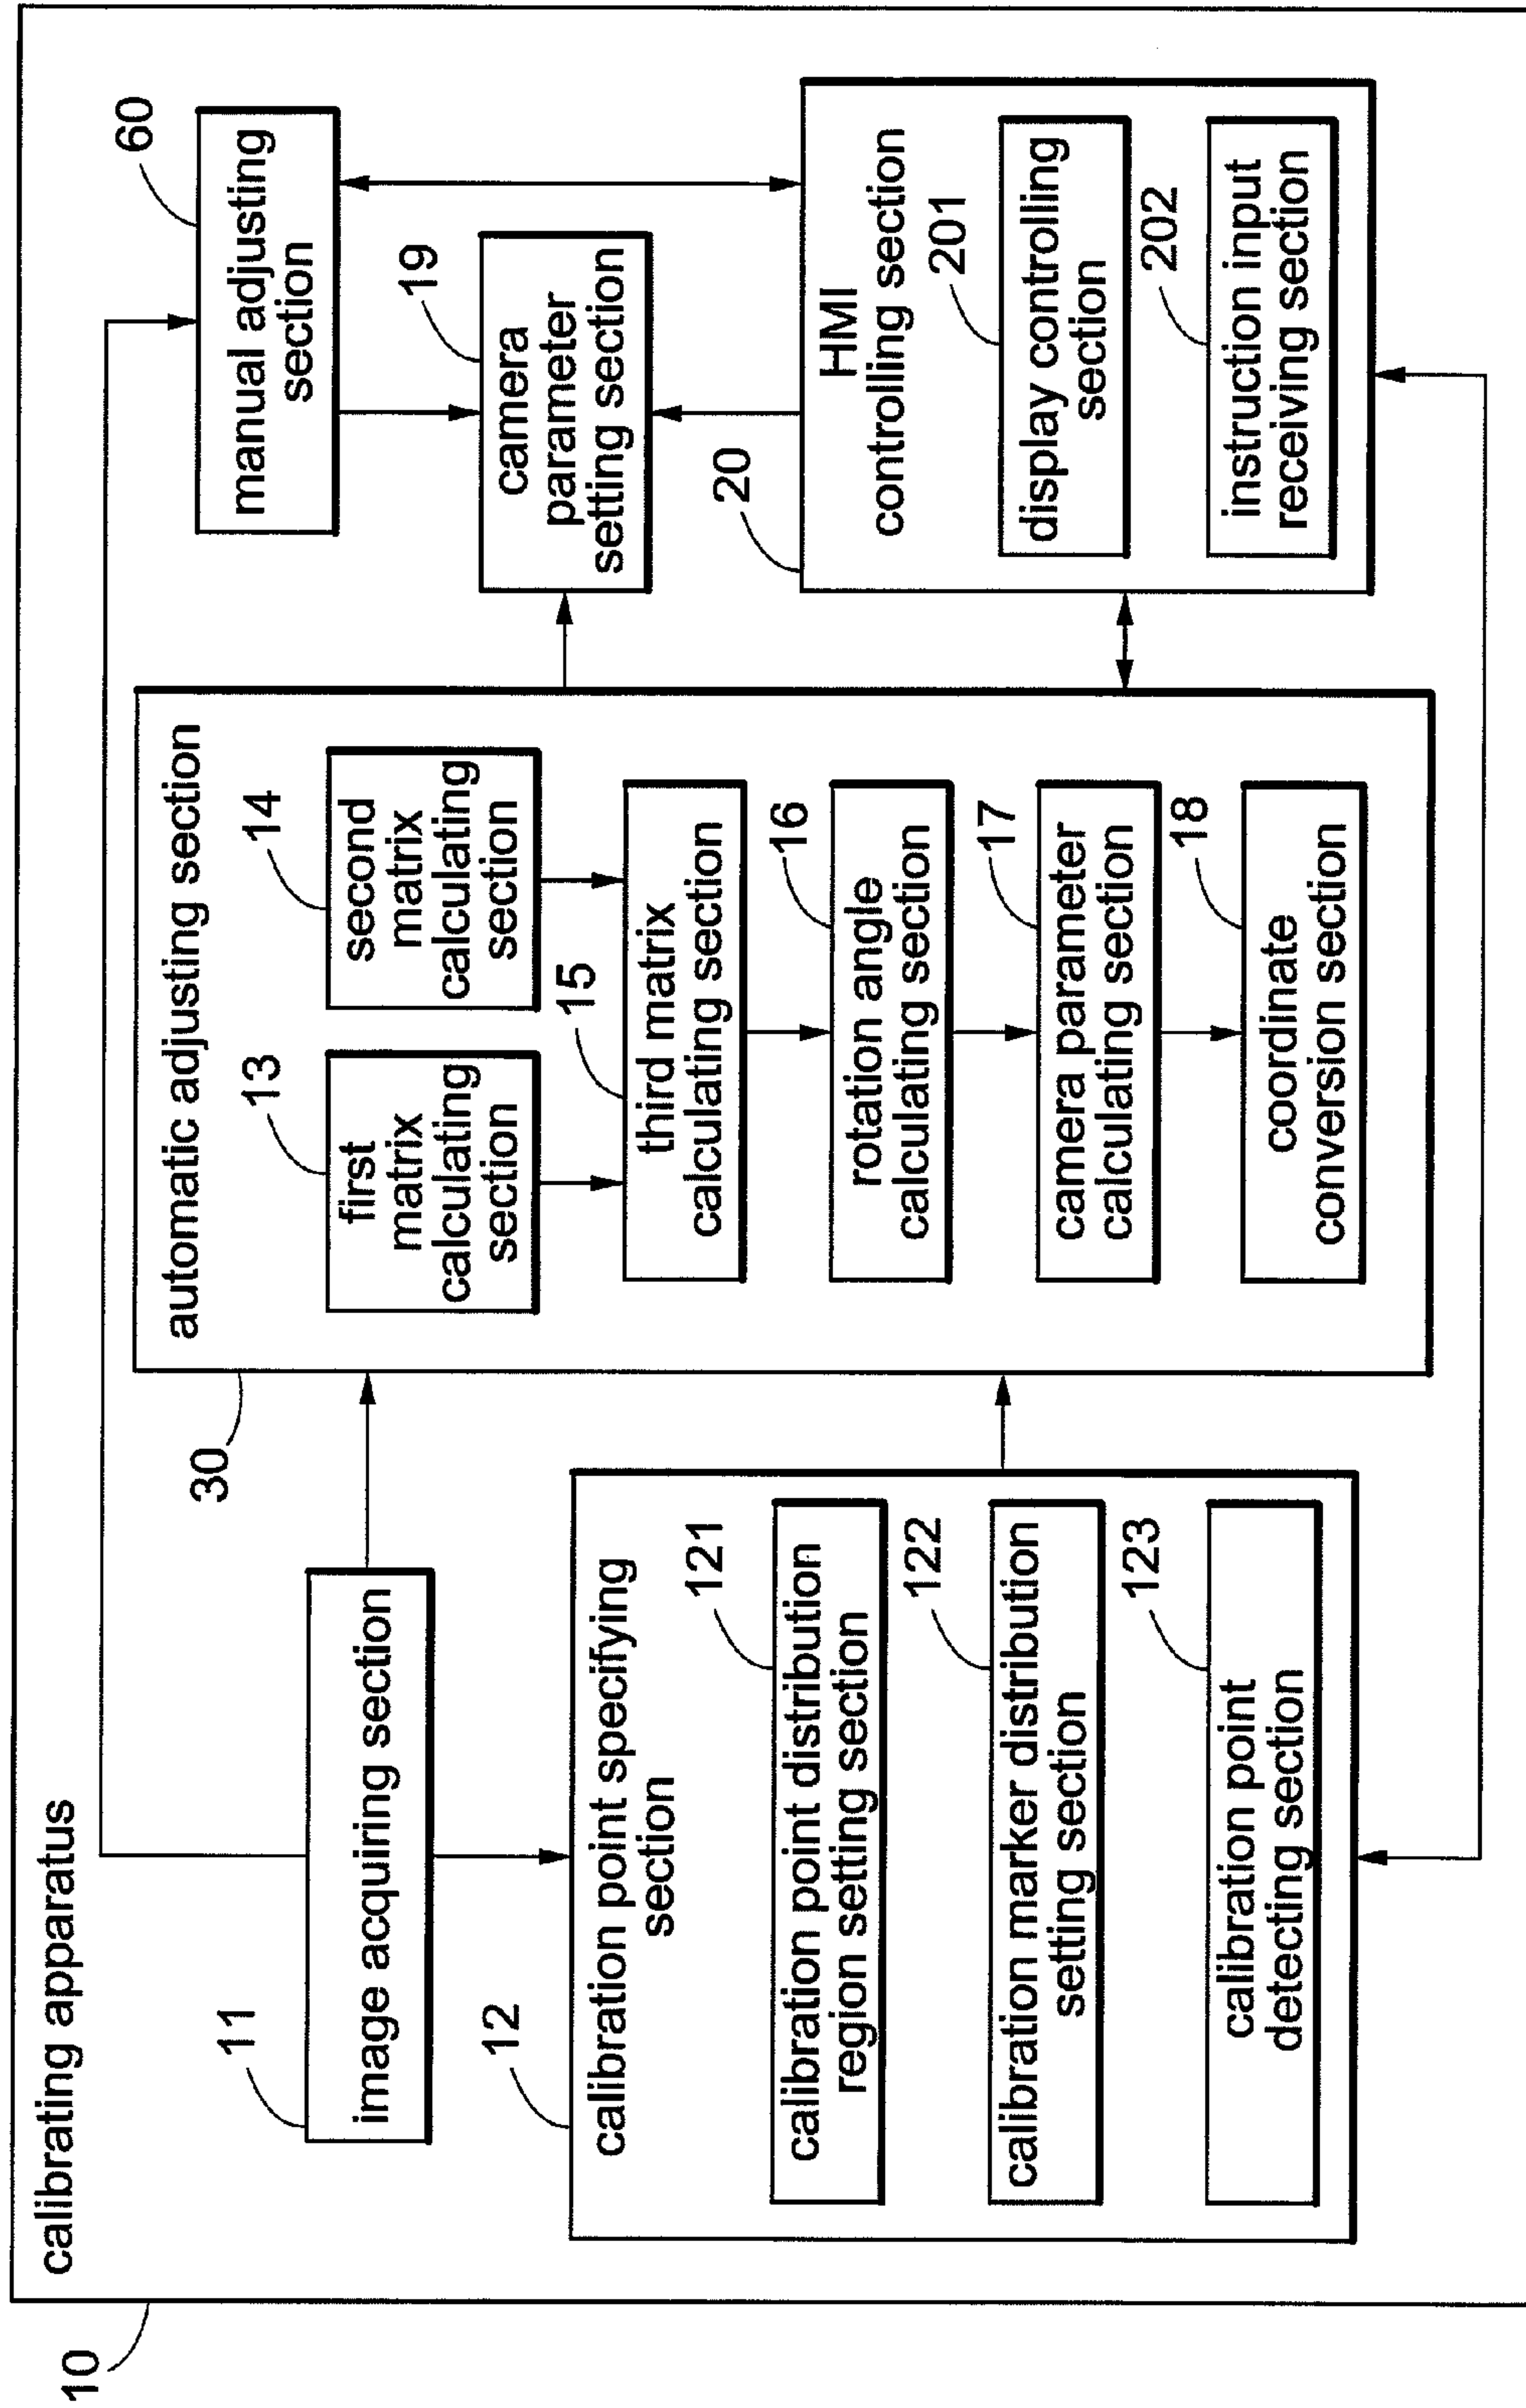 10
calibrating apparatus
11
image acquiring section
12
calibration point specifying
section
121
calibration point distribution
region setting section
122
calibration marker distribution
setting section
123
calibration point
detecting section
30
automatic adjusting section
13
first
matrix
calculating
section
14
second
matrix
calculating
section
15
third matrix
calculating section
16
rotation angle
calculating section
17
camera parameter
calculating section
18
coordinate
conversion section
60
manual adjusting
section
19
camera
parameter
setting section
20
HMI
controlling section
201
display controlling
section
202
instruction input
receiving section